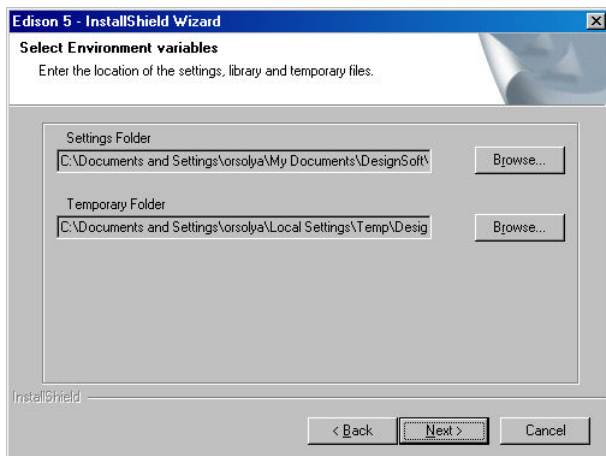 Edison 5 - InstallShield Wizard
Select Environment variables
Enter the location of the settings, library and temporary files.
Settings Folder
C:\Documents and Settings\orsolya\My Documents\DesignSoft\
Browse...
Temporary Folder
C:\Documents and Settings\orsolya\Local Settings\Temp\Desig
Browse...
InstallShield
< Back Next > Cancel